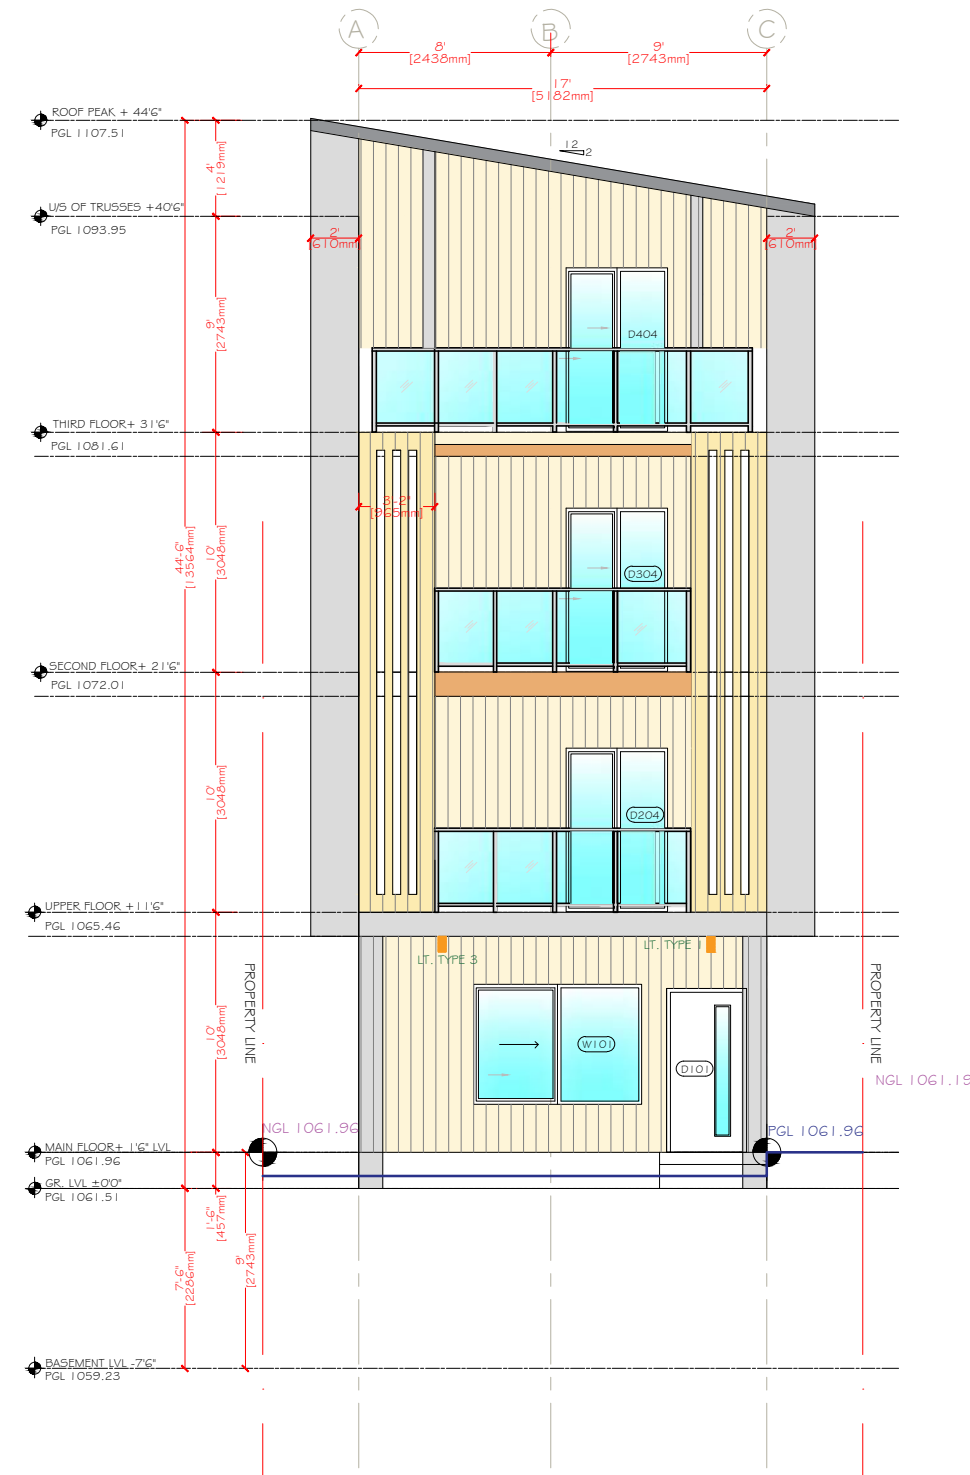 A
B
C
8'
[2438mm]
9'
[2743mm]
17'
[5182mm]
ROOF PEAK + 44'6"
PGL 1107.51
12
2
4'
[1219mm]
U/S OF TRUSSES +40'6"
PGL 1093.95
2'
[610mm]
2'
[610mm]
9'
[2743mm]
D404
THIRD FLOOR+ 31'6"
PGL 1081.61
3'-2"
[965mm]
44'-6"
[13564mm]
10'
[3048mm]
D304
SECOND FLOOR+ 21'6"
PGL 1072.01
10'
[3048mm]
D204
UPPER FLOOR +11'6"
PGL 1065.46
LT. TYPE 3
LT. TYPE 1
PROPERTY LINE
PROPERTY LINE
10'
[3048mm]
W101
D101
NGL 1061.19
NGL 1061.96
PGL 1061.96
MAIN FLOOR+ 1'6" LVL
PGL 1061.96
GR. LVL ±0'0"
PGL 1061.51
1'-6"
[457mm]
9'
[2743mm]
7'-6"
[2286mm]
BASEMENT LVL -7'6"
PGL 1059.23